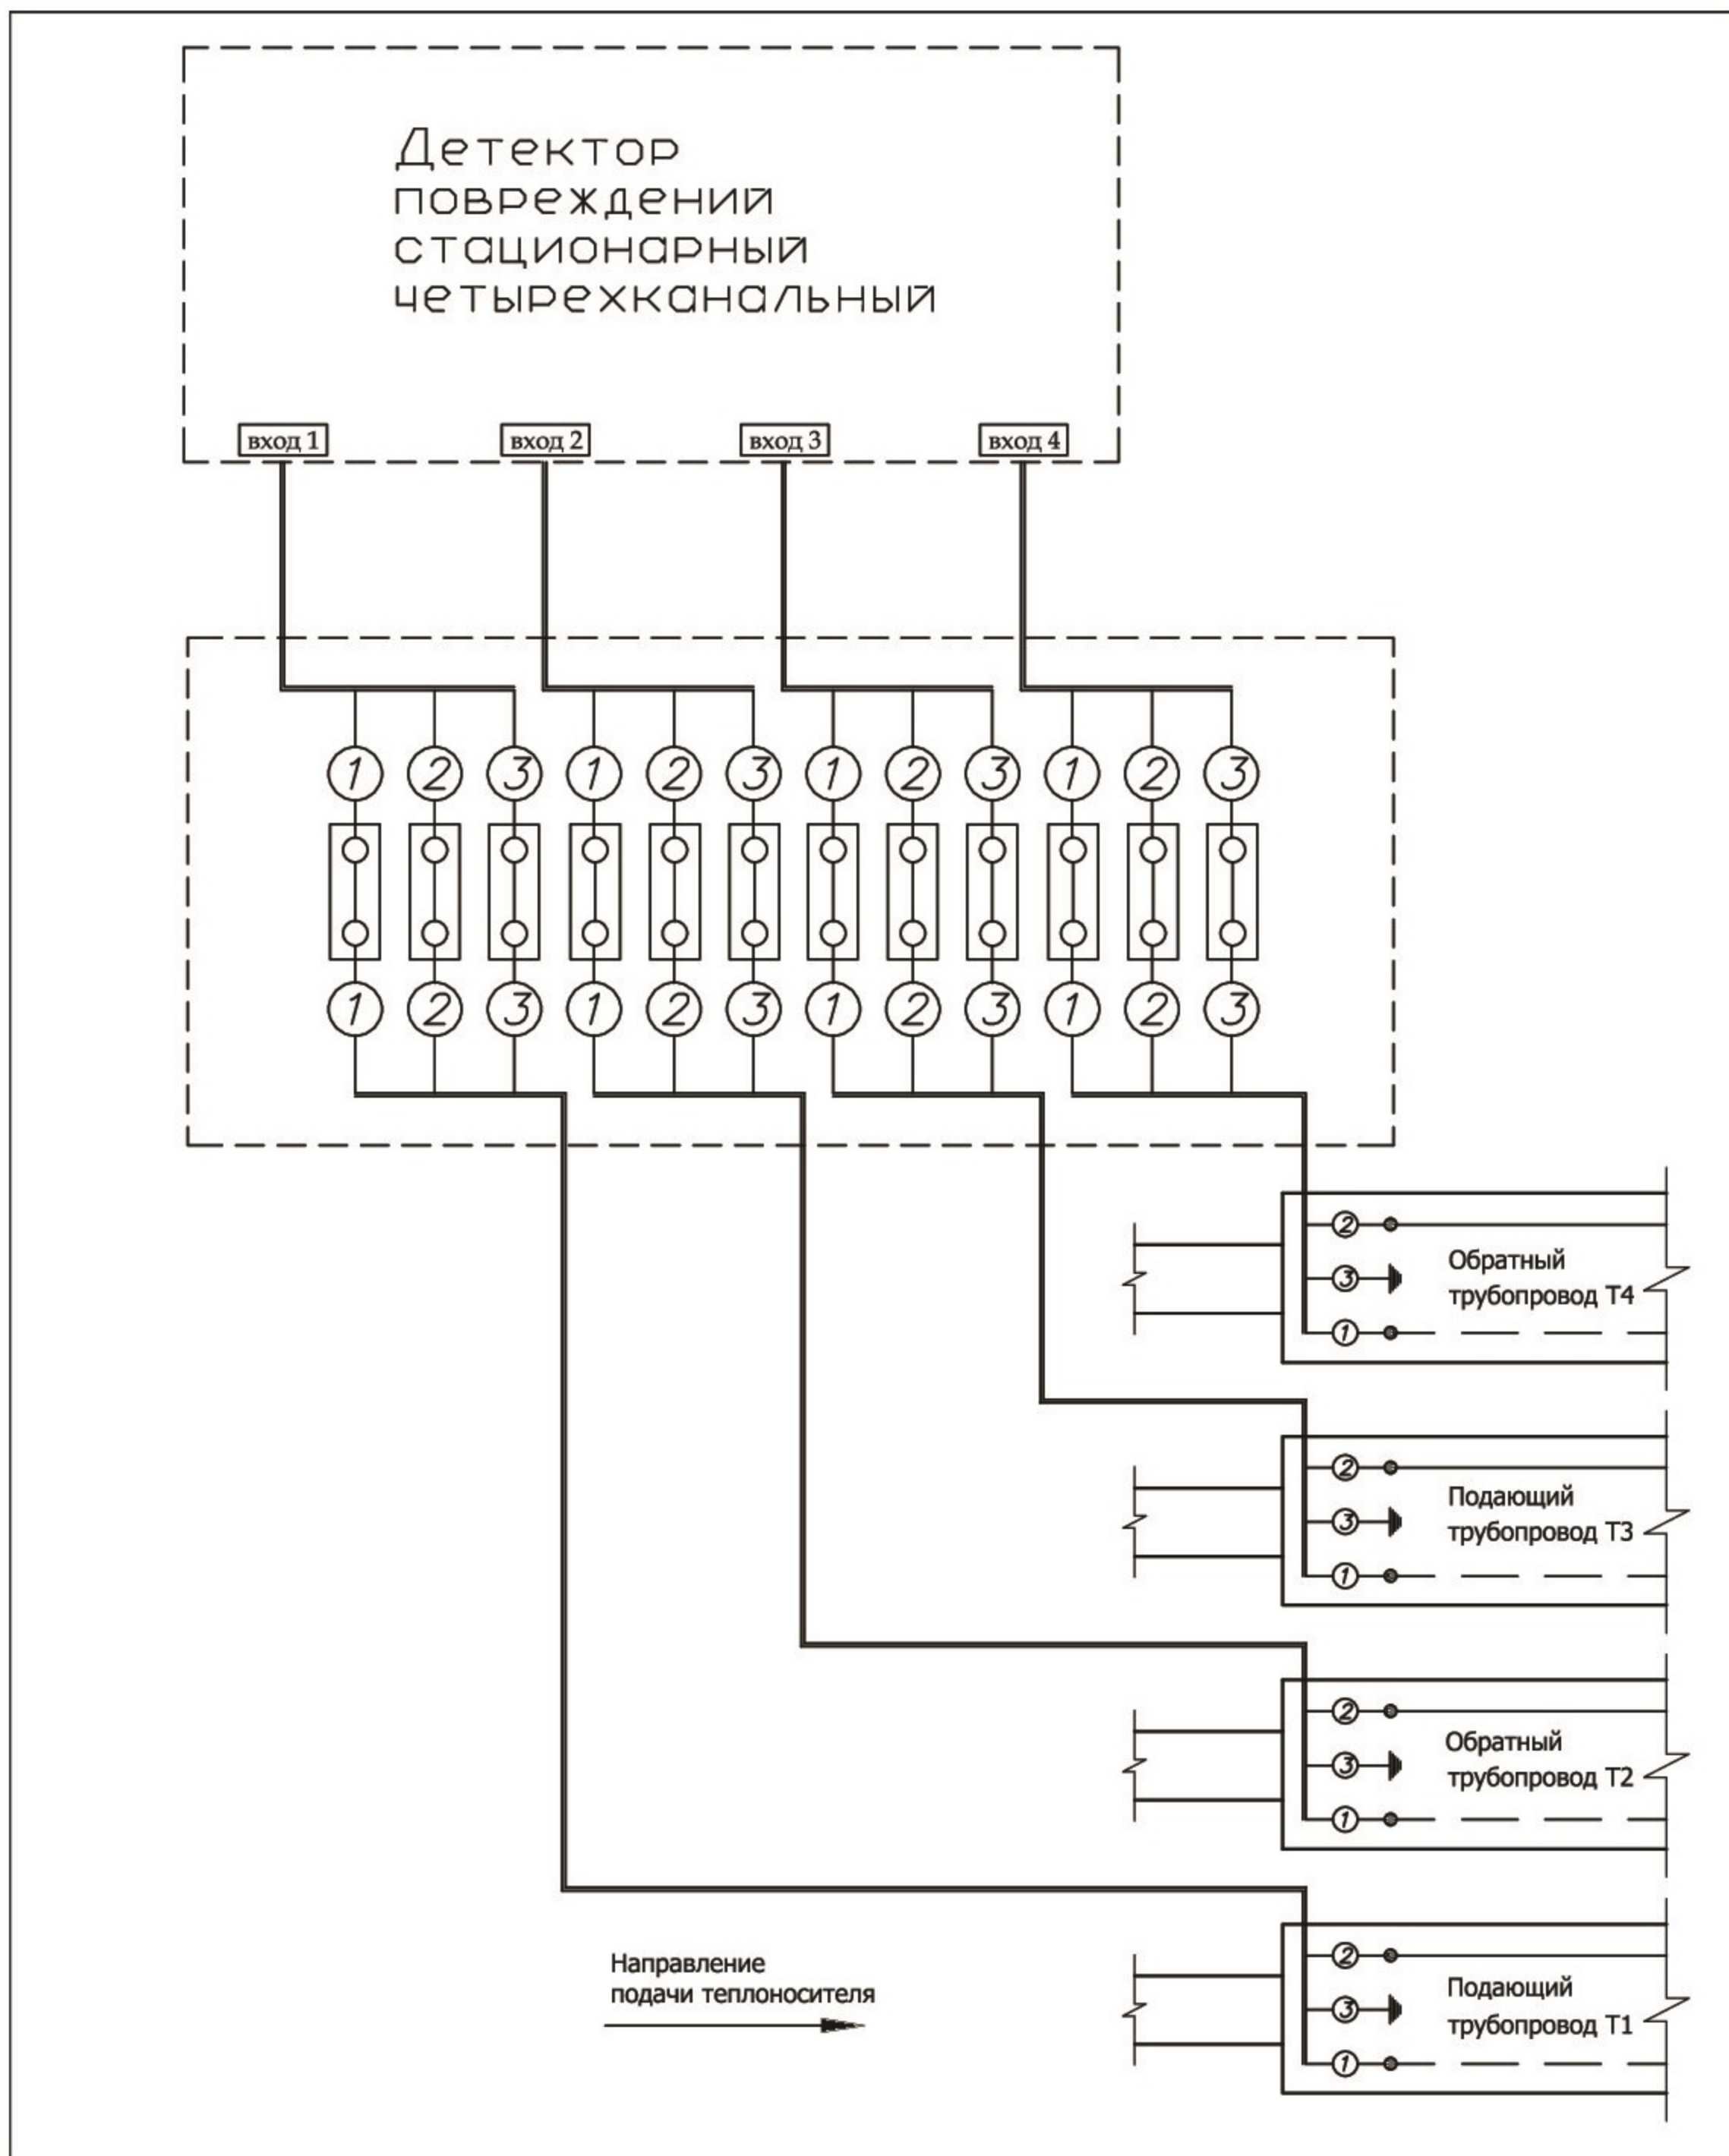 Детектор
повреждений
стационарный
четырехканальный
вход 1 вход 2 вход 3 вход 4
1 2 3 1 2 3 1 2 3 1 2 3
1 2 3 1 2 3 1 2 3 1 2 3
2
Обратный
3
трубопровод Т4
1
2
Подающий
3
трубопровод Т3
1
2
Обратный
3
трубопровод Т2
1
Направление
подачи теплоносителя
2
Подающий
3
трубопровод Т1
1